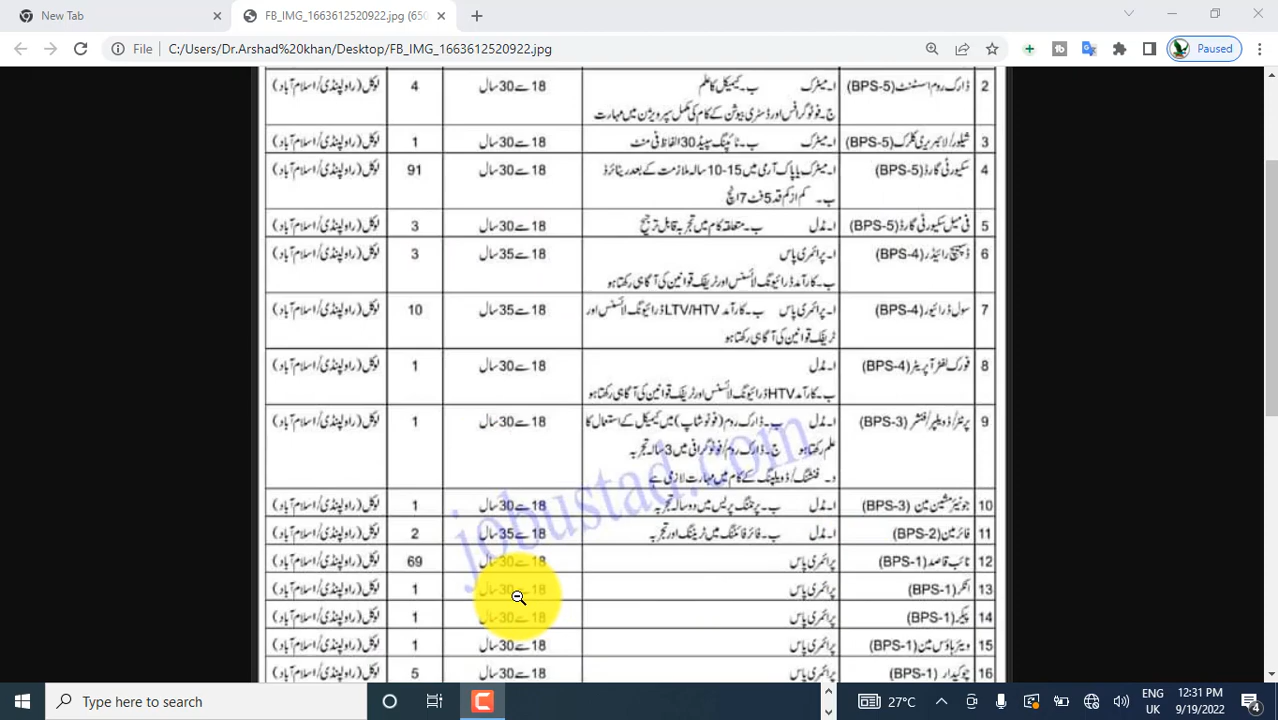 New Tab
FB_IMG_1663612520922.jpg (650
File
C:/Users/Dr.Arshad%20khan/Desktop/FB_IMG_1663612520922.jpg
Paused
2 ڈارک روم اسسٹنٹ (BPS-5) ا۔ میٹرک ب۔ کیمیکل کا علم 18 سے 30 سال 4 لوکل (راولپنڈی/اسلام آباد)
ج۔ فوٹوگرافس اور ڈسٹری بیوشن کے کام کی مکمل سپرویژن میں مہارت
3 شیلور/لائبریری کلرک (BPS-5) ا۔ میٹرک ب۔ ٹائپنگ سپیڈ 30 الفاظ فی منٹ 18 سے 30 سال 1 لوکل (راولپنڈی/اسلام آباد)
4 سکیورٹی گارڈ (BPS-5) ا۔ میٹرک یا پاک آرمی میں 15-10 سالہ ملازمت کے بعد ریٹائرڈ 18 سے 30 سال 91 لوکل (راولپنڈی/اسلام آباد)
ب۔ کم از کم قد 5 فٹ 7 انچ
5 فی میل سکیورٹی گارڈ (BPS-5) ا۔ مڈل ب۔ متعلقہ کام میں تجربہ قابل ترجیح 18 سے 30 سال 3 لوکل (راولپنڈی/اسلام آباد)
6 ڈسپیچ رائیڈر (BPS-4) ا۔ پرائمری پاس 18 سے 35 سال 3 لوکل (راولپنڈی/اسلام آباد)
ب۔ کارآمد ڈرائیونگ لائسنس اور ٹریفک قوانین کی آگاہی رکھتا ہو
7 سول ڈرائیور (BPS-4) ا۔ پرائمری پاس ب۔ کارآمد LTV/HTV ڈرائیونگ لائسنس اور 18 سے 35 سال 10 لوکل (راولپنڈی/اسلام آباد)
ٹریفک قوانین کی آگاہی رکھتا ہو
8 فورک لفٹر آپریٹر (BPS-4) ا۔ مڈل 18 سے 30 سال 1 لوکل (راولپنڈی/اسلام آباد)
ب۔ کارآمد HTV ڈرائیونگ لائسنس اور ٹریفک قوانین کی آگاہی رکھتا ہو
9 پرنٹر/ڈویلپر/فنشر (BPS-3) ا۔ مڈل ب۔ ڈارک روم (فوٹو شاپ) میں کیمیکل کے استعمال کا 18 سے 30 سال 1 لوکل (راولپنڈی/اسلام آباد)
علم رکھتا ہو ج۔ ڈارک روم/فوٹوگرافی میں 3 سالہ تجربہ
د۔ فنشنگ/ڈویلپنگ کے کام میں مہارت لازمی ہے
10 جونیئر مشین مین (BPS-3) ا۔ مڈل ب۔ پرنٹنگ پریس میں دو سالہ تجربہ 18 سے 30 سال 1 لوکل (راولپنڈی/اسلام آباد)
11 فائر مین (BPS-2) ا۔ مڈل ب۔ فائر فائٹنگ میں ٹریننگ اور تجربہ 18 سے 35 سال 2 لوکل (راولپنڈی/اسلام آباد)
12 نائب قاصد (BPS-1) پرائمری پاس 18 سے 30 سال 69 لوکل (راولپنڈی/اسلام آباد)
13 انکر (BPS-1) پرائمری پاس 18 سے 30 سال 1 لوکل (راولپنڈی/اسلام آباد)
14 پیکر (BPS-1) پرائمری پاس 18 سے 30 سال 1 لوکل (راولپنڈی/اسلام آباد)
15 ویئر ہاؤس مین (BPS-1) پرائمری پاس 18 سے 30 سال 1 لوکل (راولپنڈی/اسلام آباد)
16 چوکیدار (BPS-1) پرائمری پاس 18 سے 30 سال 5 لوکل (راولپنڈی/اسلام آباد)
jobustad.com
Type here to search
27°C
ENG
UK
12:31 PM
9/19/2022
4